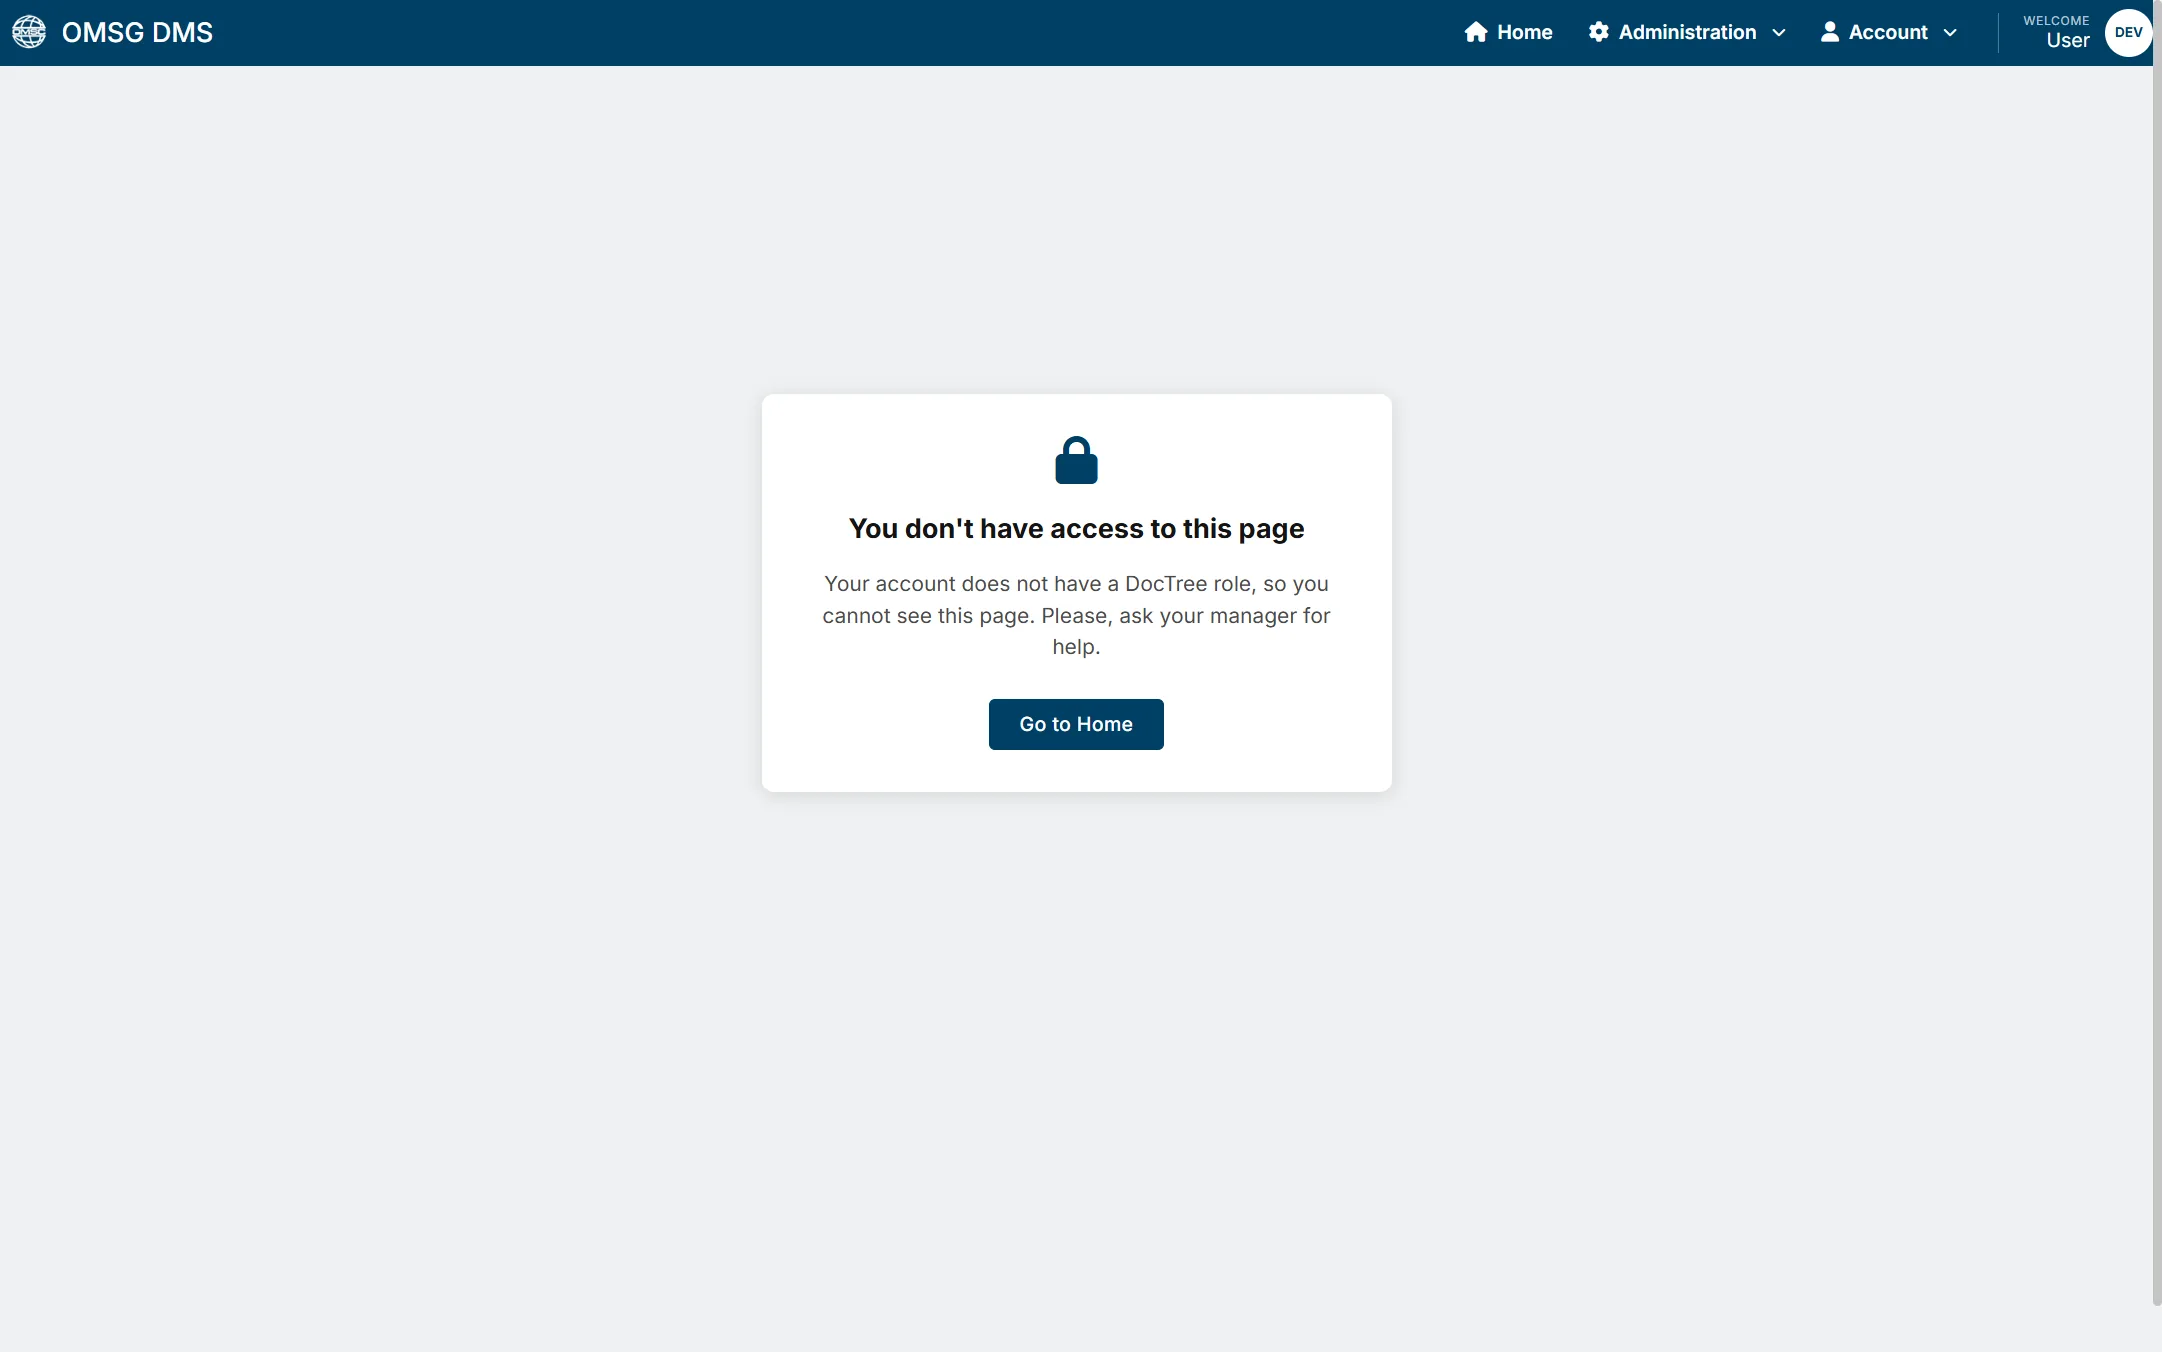 OMSG DMS
Home
Administration
Account
WELCOME
User
DEV
You don't have access to this page
Your account does not have a DocTree role, so you
cannot see this page. Please, ask your manager for
help.
Go to Home